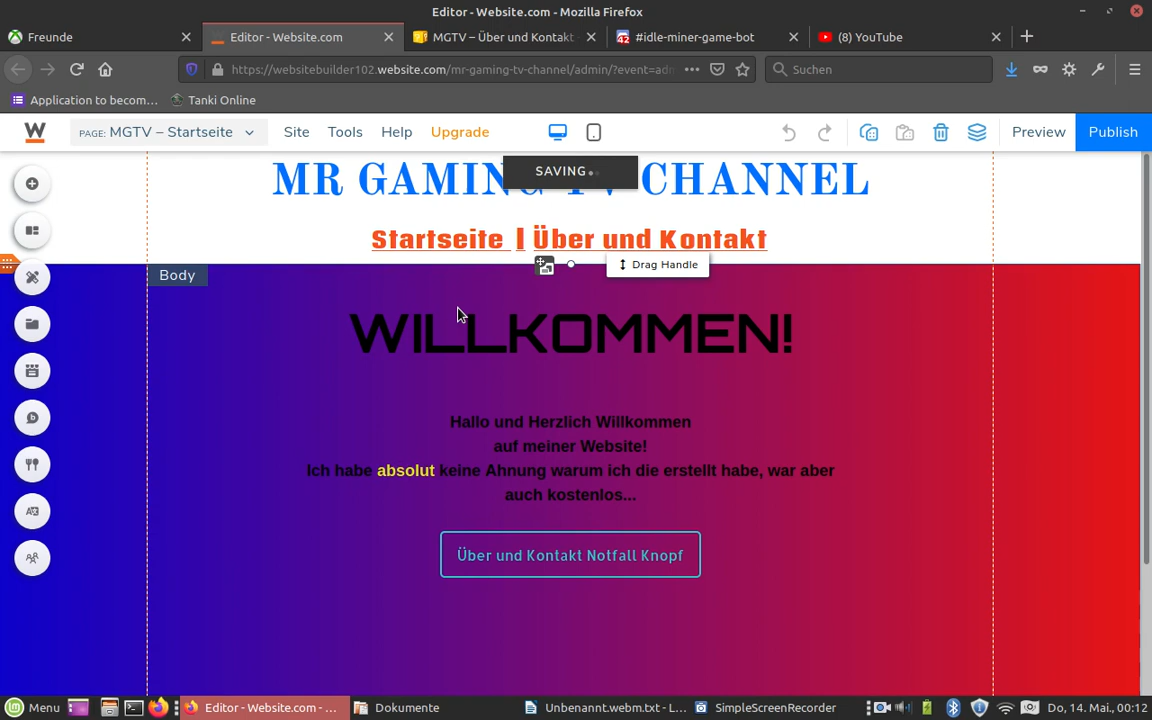 Editor - Website.com - Mozilla Firefox
Freunde
Editor - Website.com
MGTV – Über und Kontakt
#idle-miner-game-bot
(8) YouTube
https://websitebuilder102.website.com/mr-gaming-tv-channel/admin/?event=adm
Suchen
Application to becom…
Tanki Online
PAGE: MGTV – Startseite
Site
Tools
Help
Upgrade
Preview
Publish
MR GAMING TV CHANNEL
SAVING
Startseite | Über und Kontakt
Drag Handle
Body
WILLKOMMEN!
Hallo und Herzlich Willkommen
auf meiner Website!
Ich habe absolut keine Ahnung warum ich die erstellt habe, war aber
auch kostenlos...
Über und Kontakt Notfall Knopf
Menu
Editor - Website.com - ...
Dokumente
Unbenannt.webm.txt - L...
SimpleScreenRecorder
Do, 14. Mai., 00:12